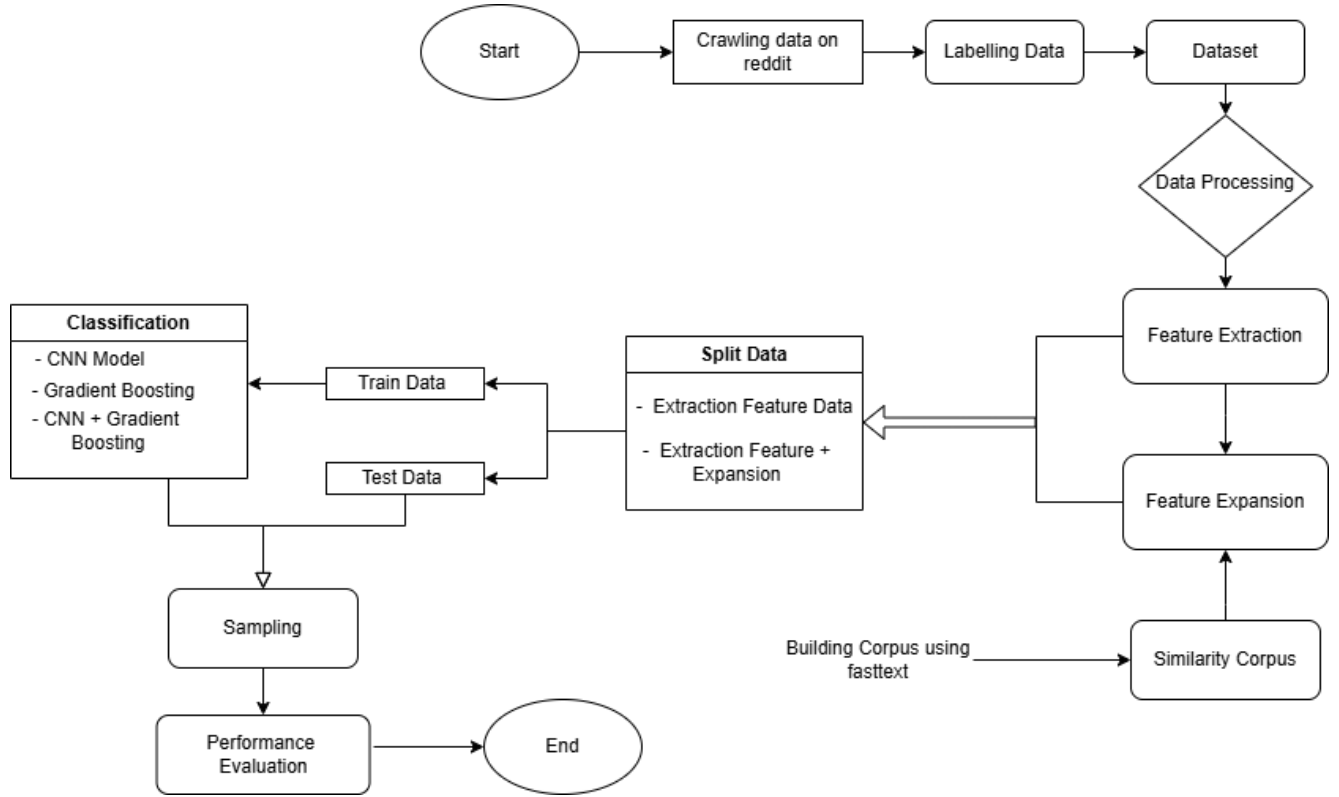 Start
Crawling data on
reddit
Labelling Data
Dataset
Data Processing
Feature Extraction
Feature Expansion
Similarity Corpus
Building Corpus using
fasttext
Split Data
- Extraction Feature Data
- Extraction Feature +
Expansion
Train Data
Test Data
Classification
- CNN Model
- Gradient Boosting
- CNN + Gradient
Boosting
Sampling
Performance
Evaluation
End